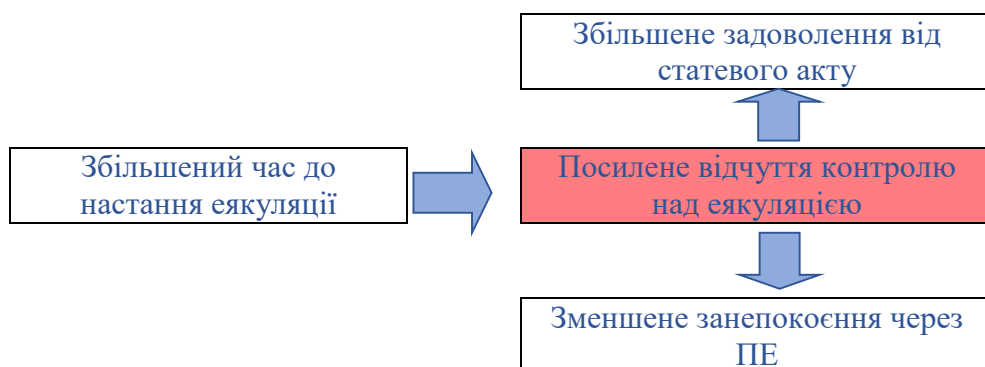 Збільшене задоволення від
статевого акту
Збільшений час до
настання еякуляції
Посилене відчуття контролю
над еякуляцією
Зменшене занепокоєння через
ПЕ